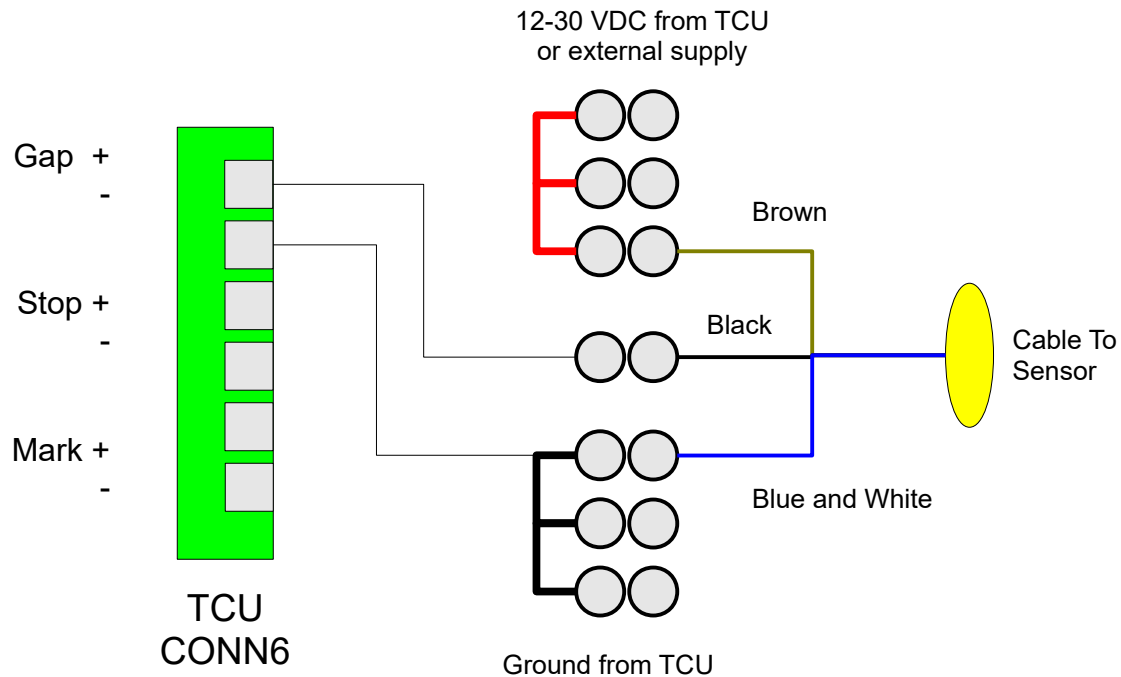 12-30 VDC from TCU
or external supply
Gap +
-
Brown
Stop +
-
Black
Cable To
Sensor
Mark +
-
Blue and White
TCU
CONN6
Ground from TCU